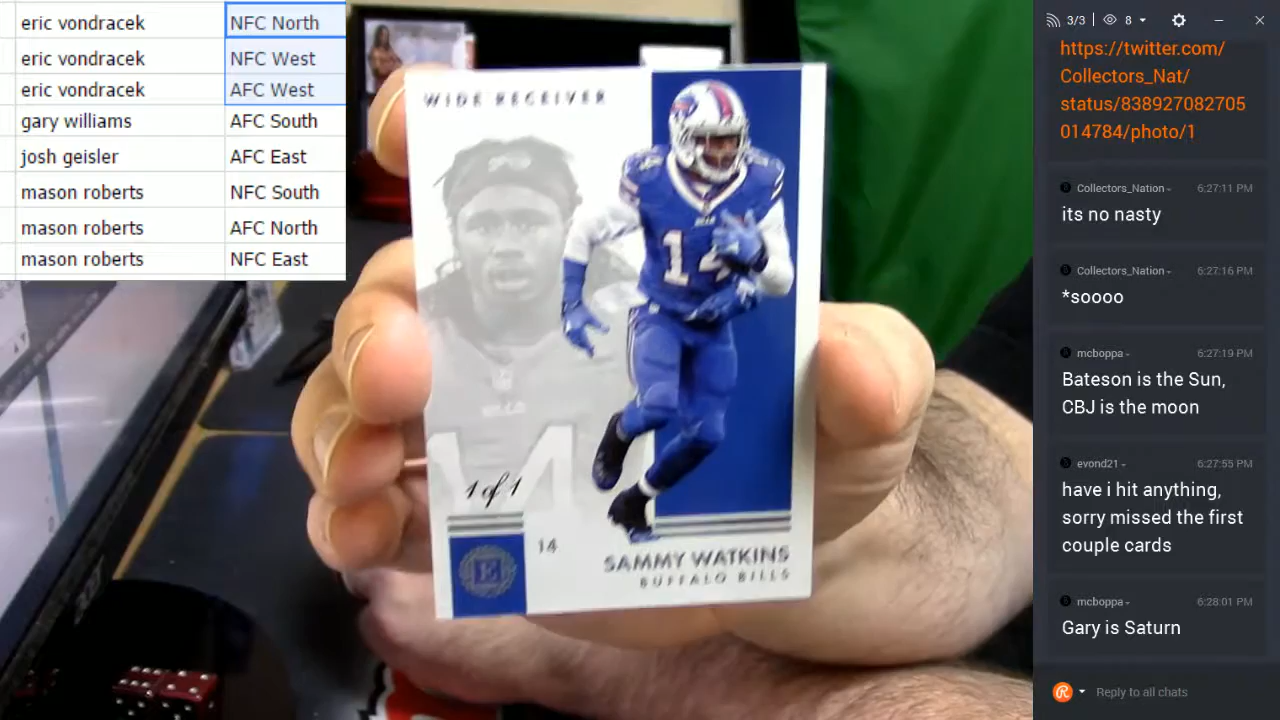 eric vondracek NFC North
eric vondracek NFC West
eric vondracek AFC West
gary williams AFC South
josh geisler AFC East
mason roberts NFC South
mason roberts AFC North
mason roberts NFC East
WIDE RECEIVER
14
1 of 1
14
E
SAMMY WATKINS
BUFFALO BILLS
3/3 8
https://twitter.com/
Collectors_Nat/
status/838927082705
014784/photo/1
Collectors_Nation 6:27:11 PM
its no nasty
Collectors_Nation 6:27:16 PM
*soooo
mcboppa 6:27:19 PM
Bateson is the Sun,
CBJ is the moon
evond21 6:27:55 PM
have i hit anything,
sorry missed the first
couple cards
mcboppa 6:28:01 PM
Gary is Saturn
Reply to all chats